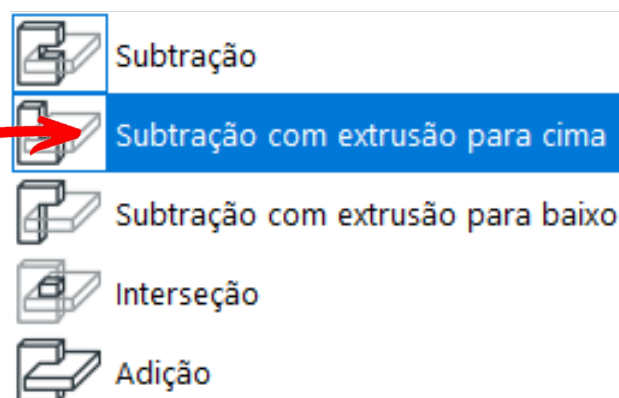 Subtração
Subtração com extrusão para cima
Subtração com extrusão para baixo
Interseção
Adição